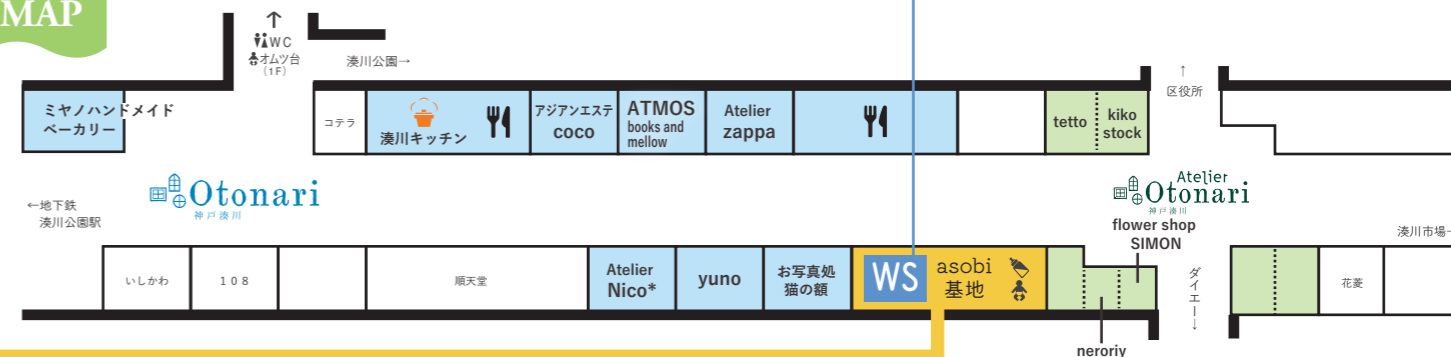 MAP
↑
WC
オムツ台
（1F）
湊川公園→
↑
区役所
ミヤノハンドメイド
ベーカリー
コテラ
湊川キッチン
アジアンエステ
coco
ATMOS
books and
mellow
Atelier
zappa
tetto
kiko
stock
←地下鉄
湊川公園駅
Otonari
神戸湊川
Atelier
Otonari
神戸湊川
flower shop
SIMON
湊川市場→
いしかわ
108
順天堂
Atelier
Nico*
yuno
お写真処
猫の額
WS
asobi
基地
ダイエー→
花菱
neroriy